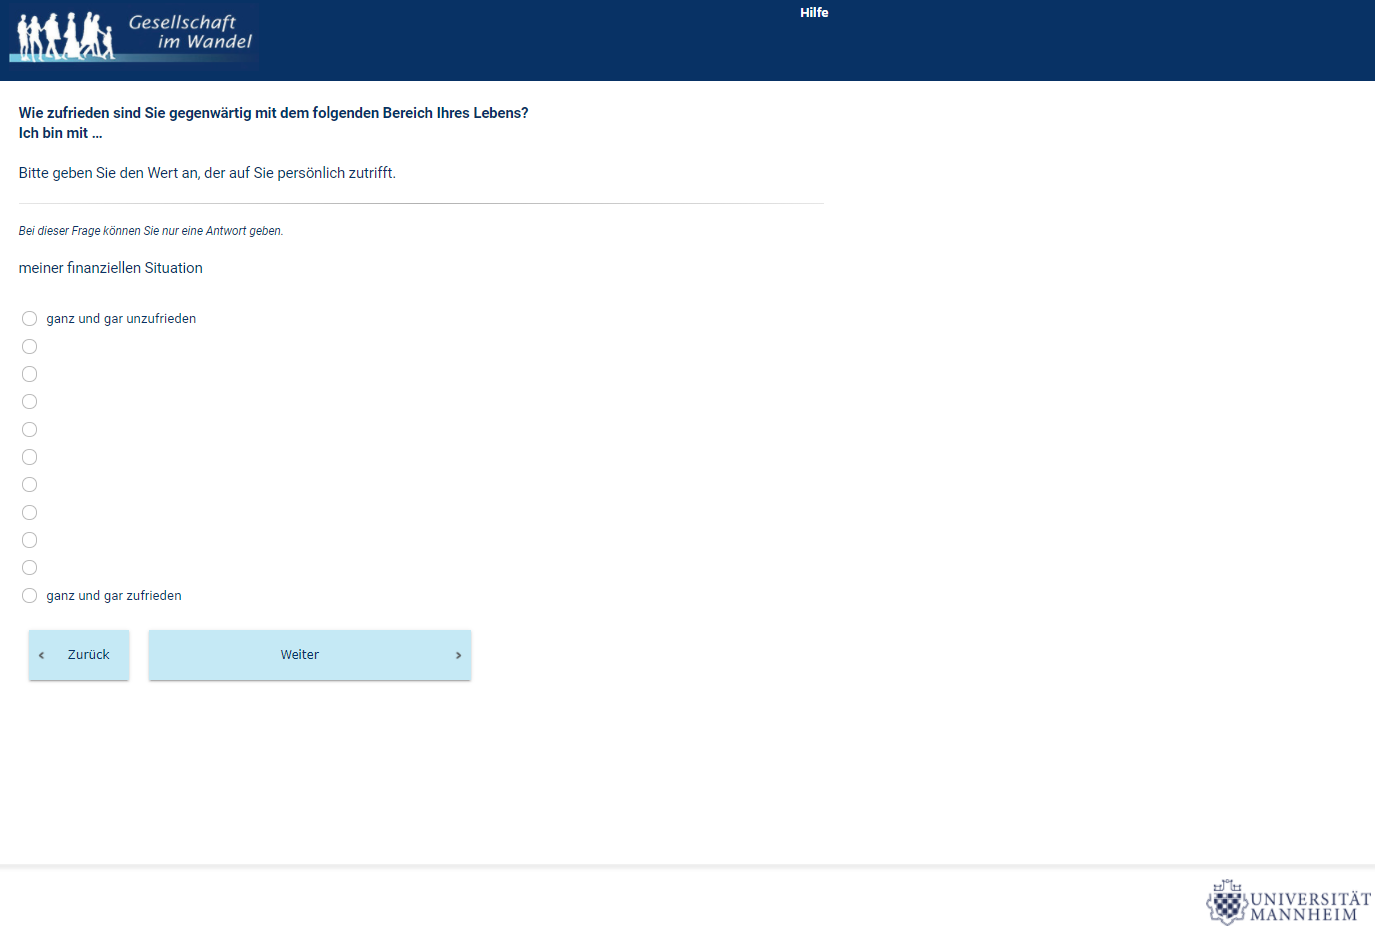 Gesellschaft
im Wandel
Hilfe
Wie zufrieden sind Sie gegenwärtig mit dem folgenden Bereich Ihres Lebens?
Ich bin mit ...
Bitte geben Sie den Wert an, der auf Sie persönlich zutrifft.
Bei dieser Frage können Sie nur eine Antwort geben.
meiner finanziellen Situation
ganz und gar unzufrieden
ganz und gar zufrieden
‹ Zurück
Weiter ›
UNIVERSITÄT
MANNHEIM